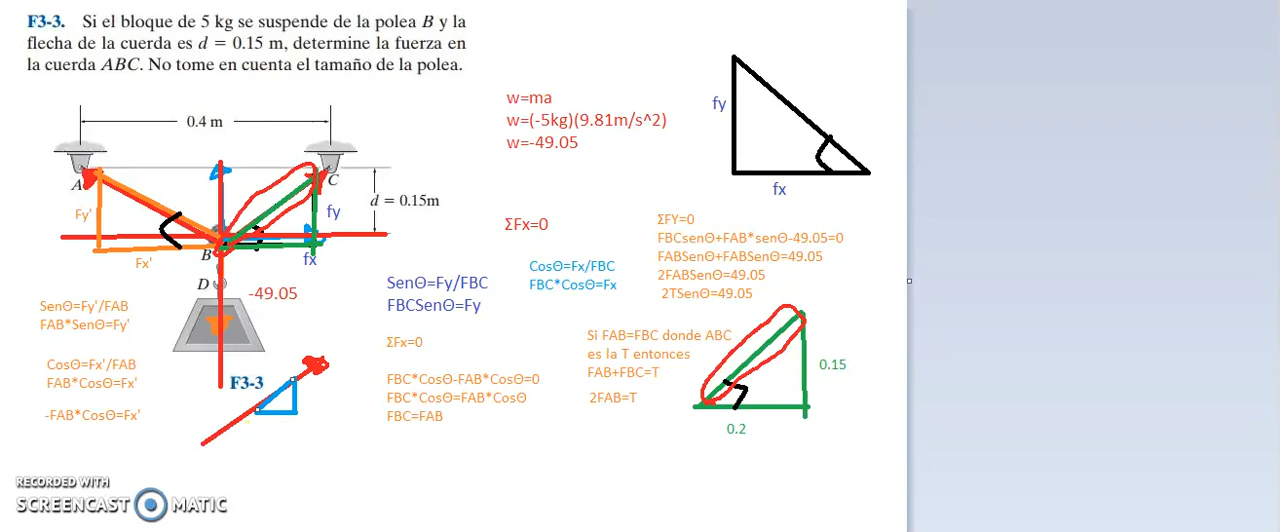 F3-3. Si el bloque de 5 kg se suspende de la polea B y la
flecha de la cuerda es d = 0.15 m, determine la fuerza en
la cuerda ABC. No tome en cuenta el tamaño de la polea.
0.4 m
A
C
d = 0.15m
Fy'
fy
B
Fx'
fx
D
-49.05
F3-3
w=ma
w=(-5kg)(9.81m/s^2)
w=-49.05
fy
fx
ΣFx=0
SenΘ=Fy/FBC
FBCSenΘ=Fy
CosΘ=Fx/FBC
FBC*CosΘ=Fx
ΣFY=0
FBCsenΘ+FAB*senΘ-49.05=0
FABSenΘ+FABSenΘ=49.05
2FABSenΘ=49.05
2TSenΘ=49.05
SenΘ=Fy'/FAB
FAB*SenΘ=Fy'
CosΘ=Fx'/FAB
FAB*CosΘ=Fx'
-FAB*CosΘ=Fx'
ΣFx=0
FBC*CosΘ-FAB*CosΘ=0
FBC*CosΘ=FAB*CosΘ
FBC=FAB
Si FAB=FBC donde ABC
es la T entonces
FAB+FBC=T
2FAB=T
0.15
0.2
RECORDED WITH
SCREENCAST MATIC